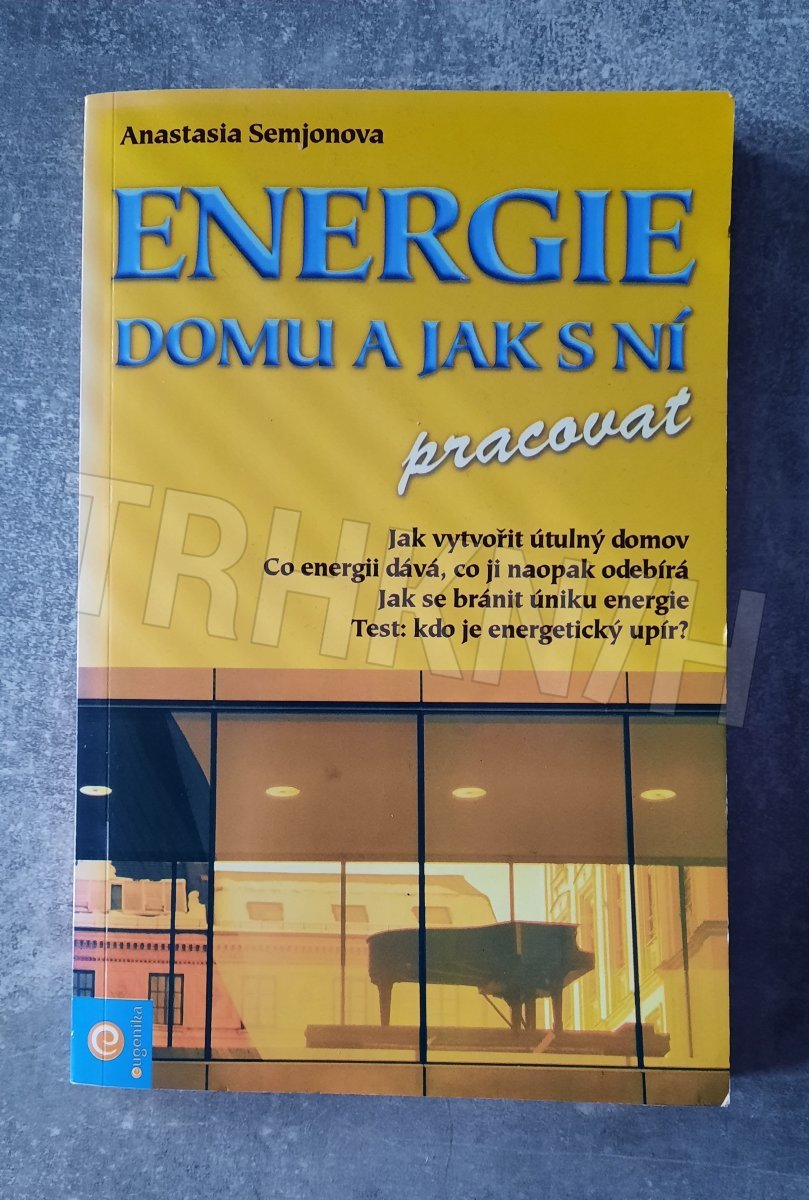 Anastasia Semjonova
ENERGIE
DOMU A JAK S NÍ
pracovat
Jak vytvořit útulný domov
Co energii dává, co ji naopak odebírá
Jak se bránit úniku energie
Test: kdo je energetický upír?
TRHKNIH
eugenika